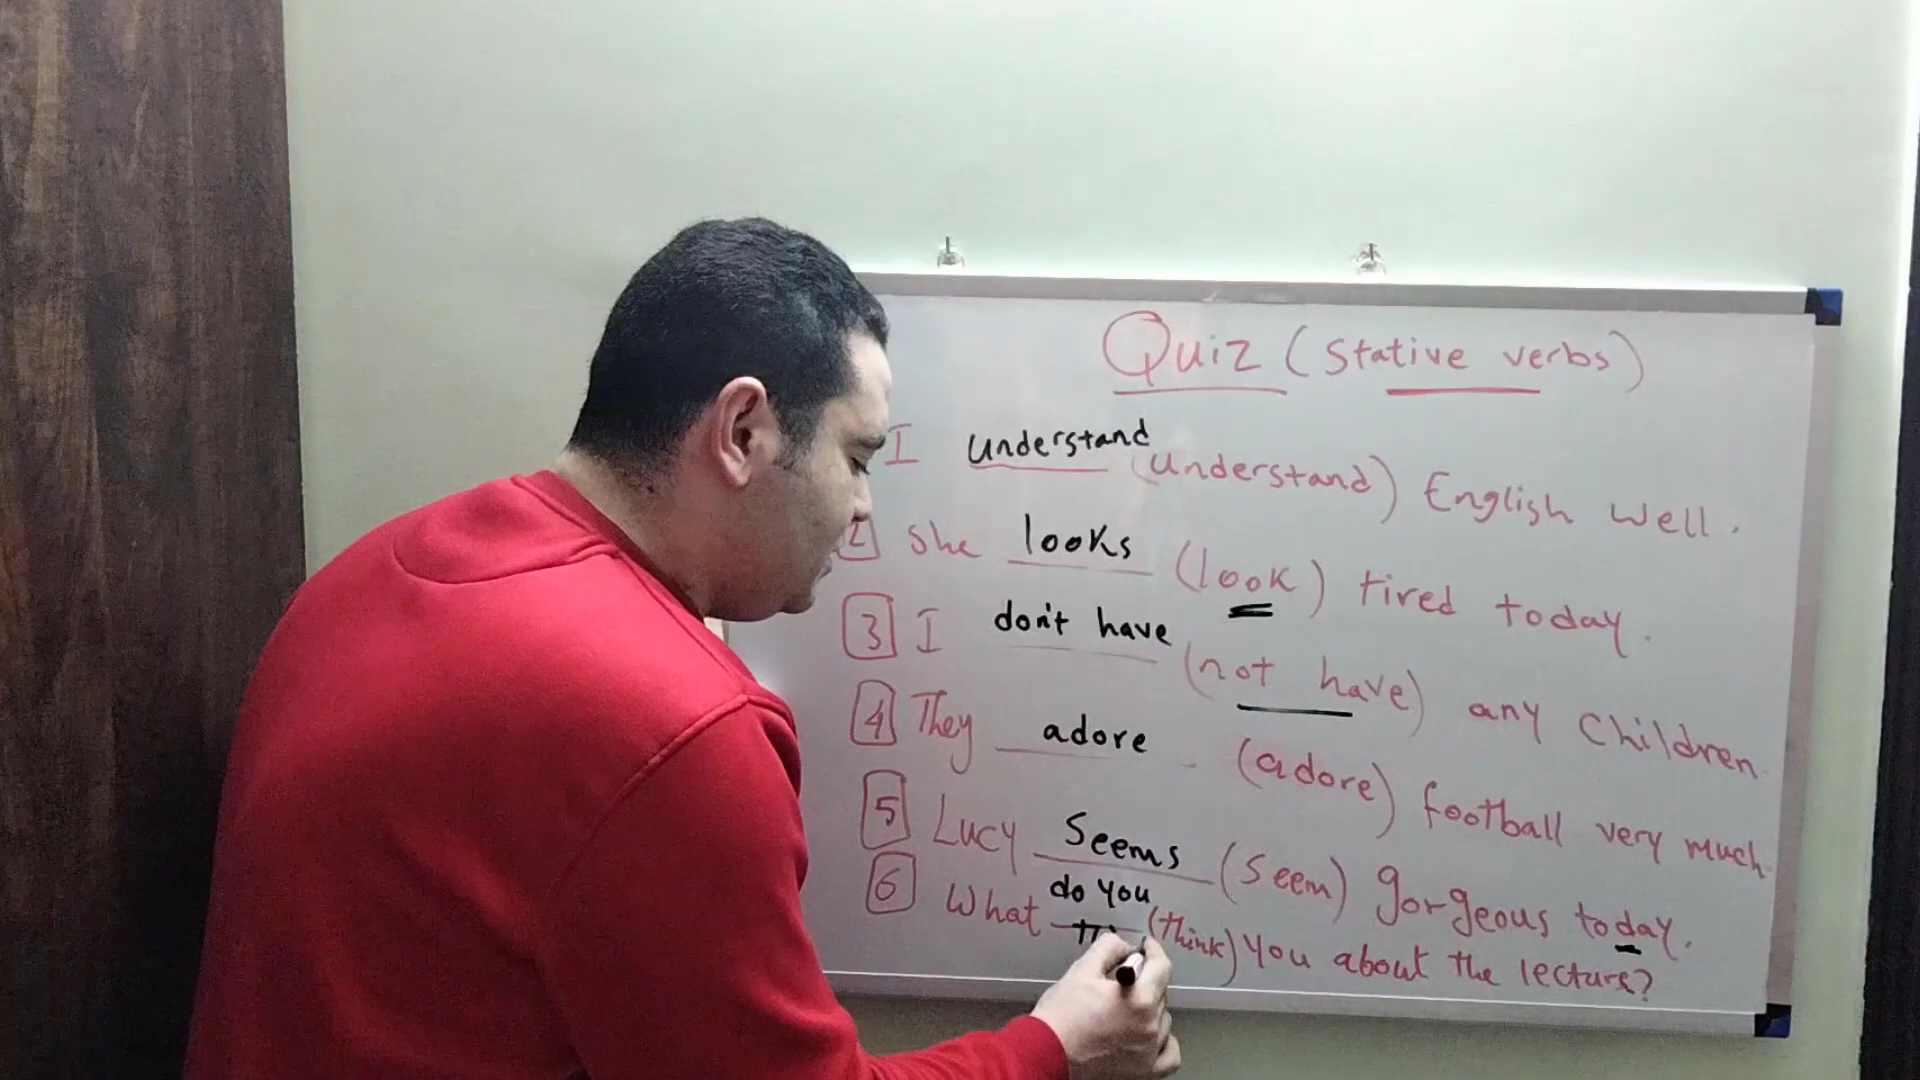 Quiz (Stative verbs)
I understand (understand) English well.
2 She looks (look) tired today.
3 I don't have (not have) any children.
4 They adore (adore) football very much.
5 Lucy Seems (Seem) gorgeous today.
6 What do you (think) you about the lecture?